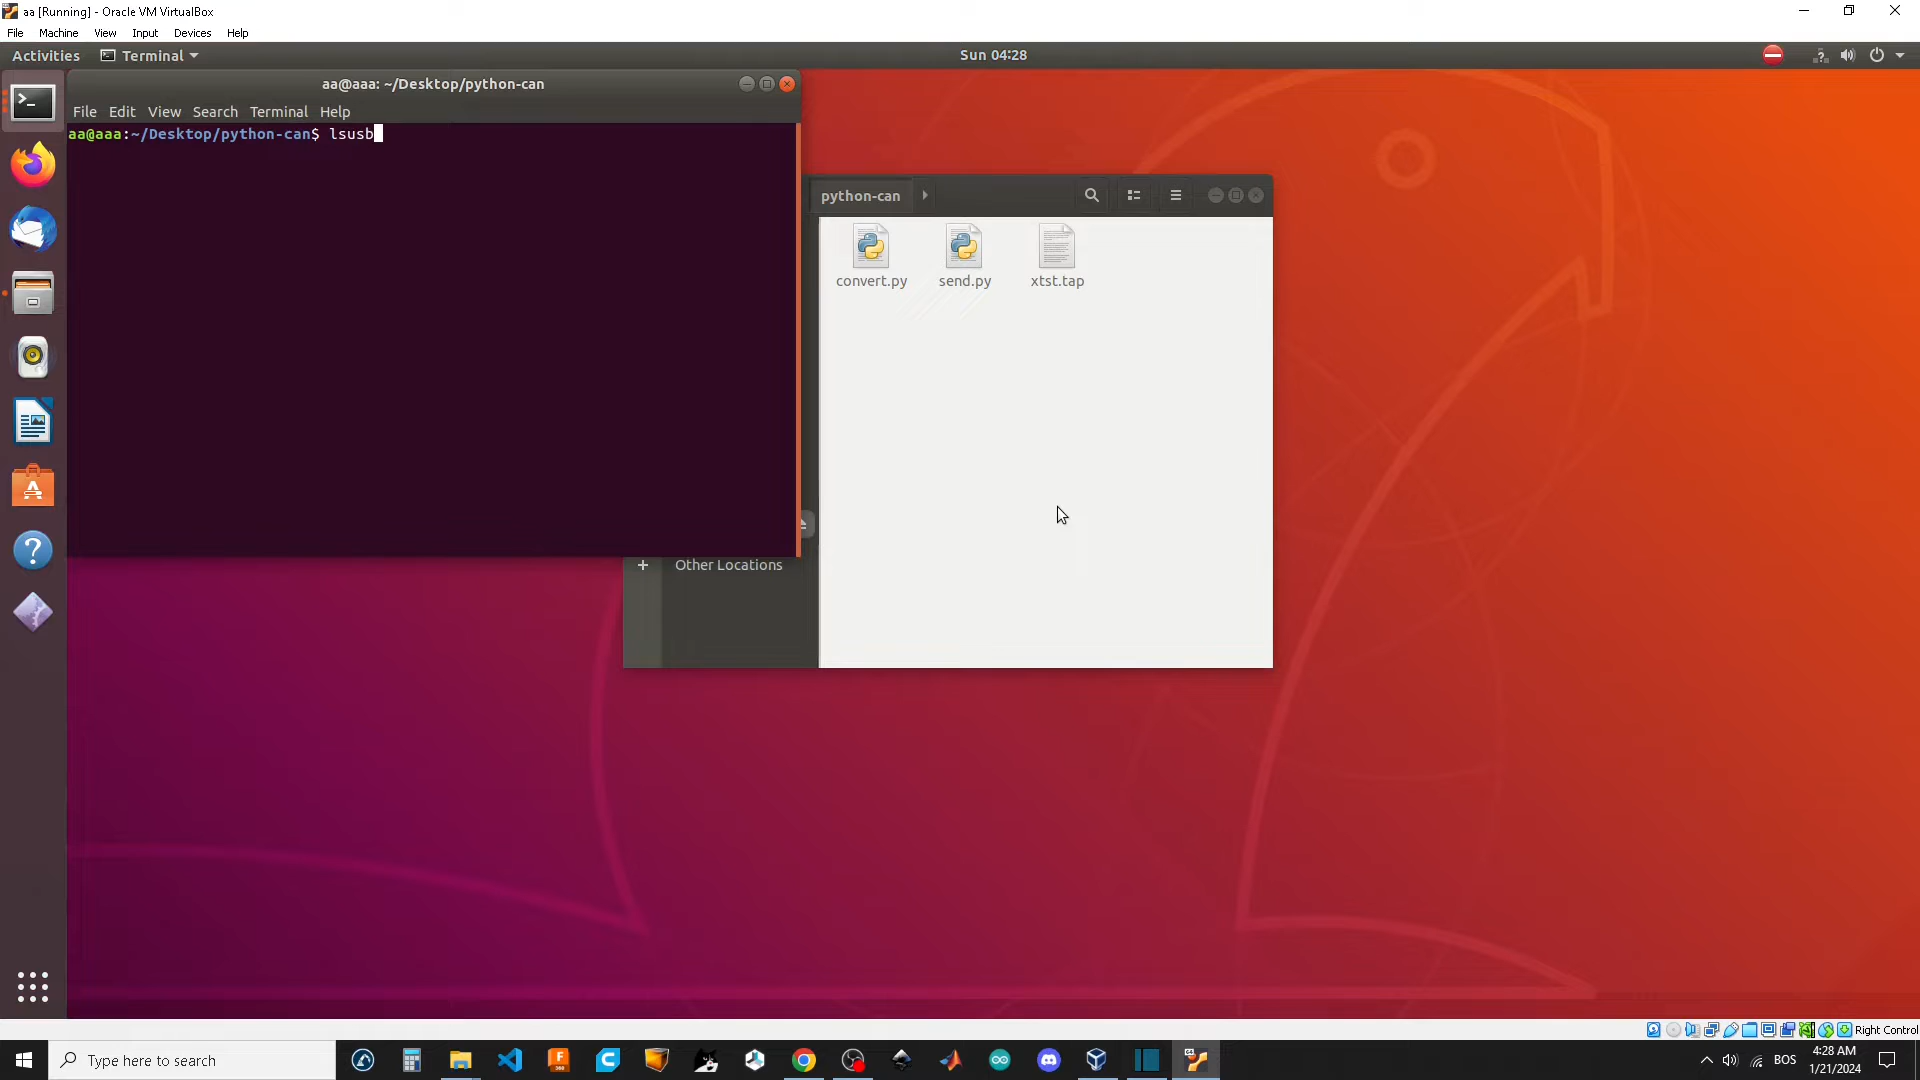 aa [Running] - Oracle VM VirtualBox
File Machine View Input Devices Help
Activities Terminal Sun 04:28
aa@aaa: ~/Desktop/python-can
File Edit View Search Terminal Help
aa@aaa:~/Desktop/python-can$ lsusb
python-can
convert.py send.py xtst.tap
Other Locations
Right Control
Type here to search
BOS
4:28 AM
1/21/2024